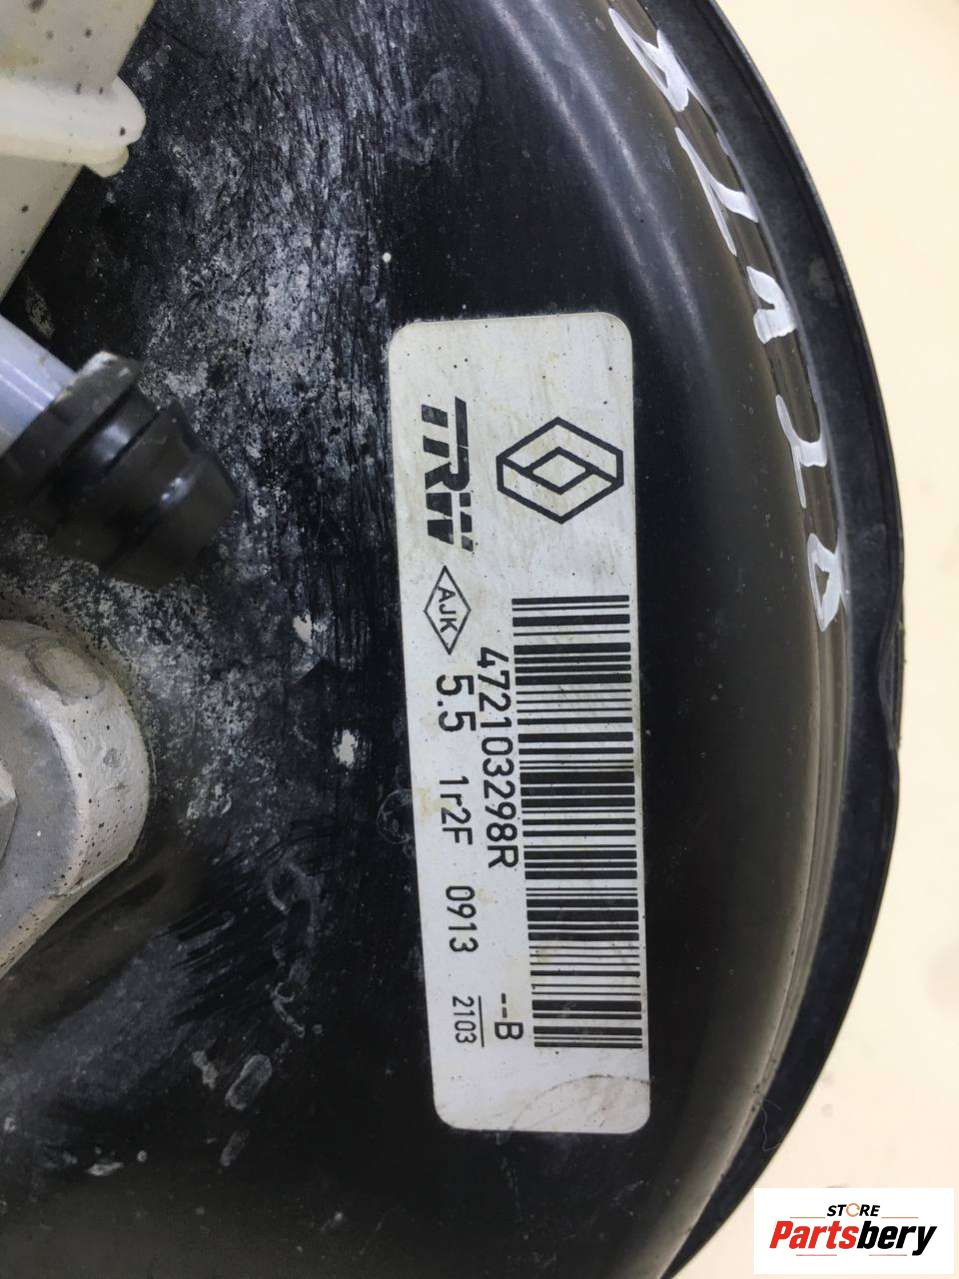 TRW
472103298R
--B
AJK
5.5 1r2F 0913 2103
STORE
Partsbery